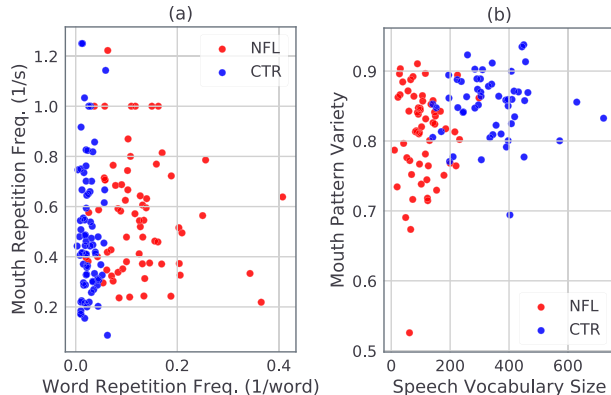 (a)
Mouth Repetition Freq. (1/s)
1.2
1.0
0.8
0.6
0.4
0.2
NFL
CTR
0.0
0.2
0.4
Word Repetition Freq. (1/word)
(b)
Mouth Pattern Variety
0.9
0.8
0.7
0.9
0.5
NFL
CTR
0
200
400
600
Speech Vocabulary Size